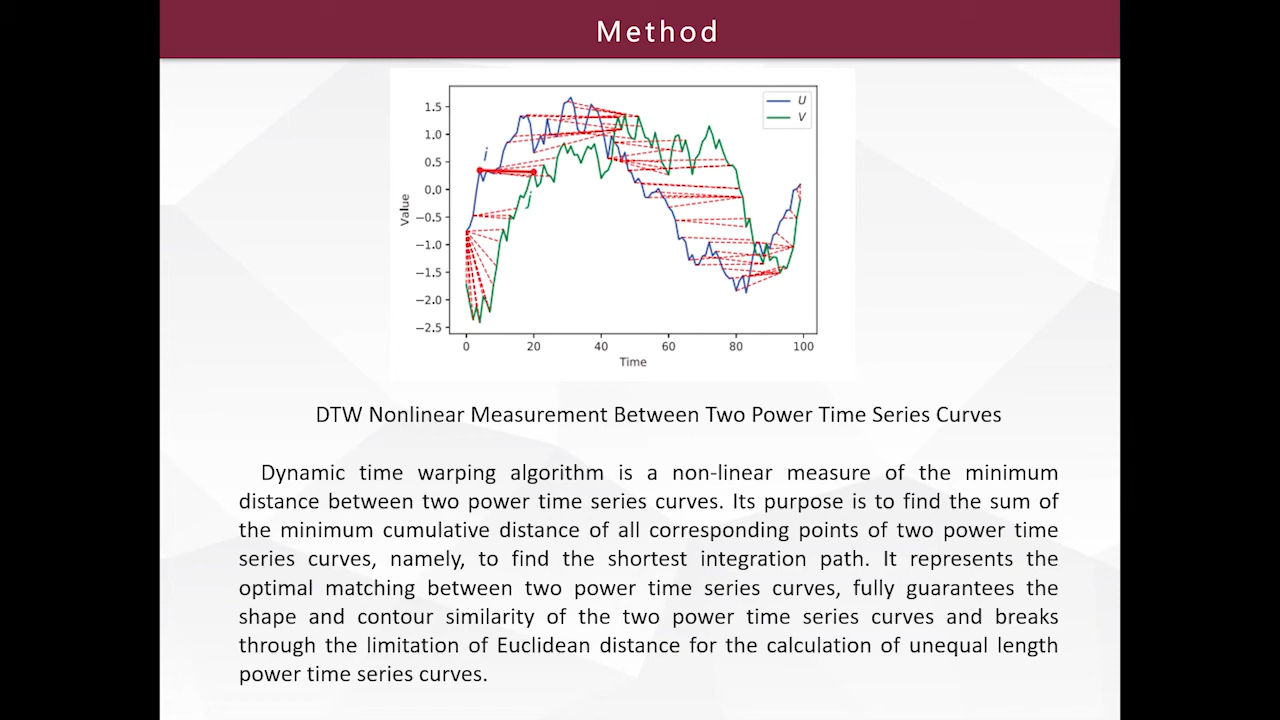 Method
U
V
1.5
1.0
0.5
0.0
−0.5
−1.0
−1.5
−2.0
−2.5
Value
i
j
0 20 40 60 80 100
Time
DTW Nonlinear Measurement Between Two Power Time Series Curves
Dynamic time warping algorithm is a non-linear measure of the minimum
distance between two power time series curves. Its purpose is to find the sum of
the minimum cumulative distance of all corresponding points of two power time
series curves, namely, to find the shortest integration path. It represents the
optimal matching between two power time series curves, fully guarantees the
shape and contour similarity of the two power time series curves and breaks
through the limitation of Euclidean distance for the calculation of unequal length
power time series curves.